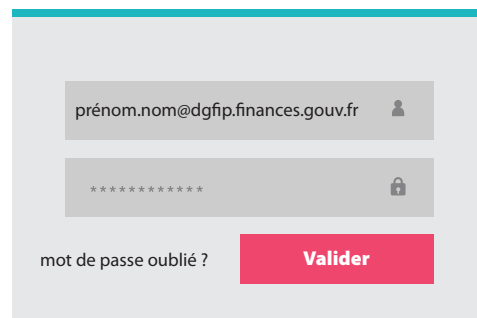 prénom.nom@dgfip.finances.gouv.fr
************
mot de passe oublié ? Valider